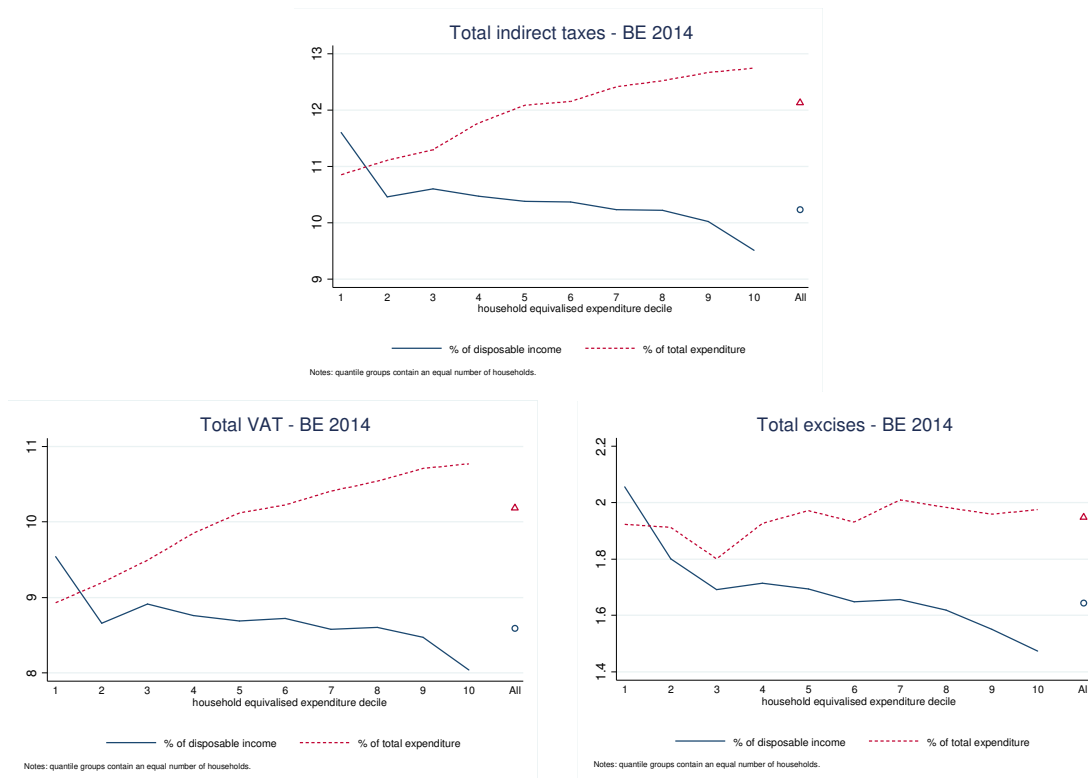 Total indirect taxes - BE 2014
13
12
11
10
9
1 2 3 4 5 6 7 8 9 10 All
household equivalised expenditure decile
% of disposable income % of total expenditure
Notes: quantile groups contain an equal number of households.
Total VAT - BE 2014
11
10
9
8
1 2 3 4 5 6 7 8 9 10 All
household equivalised expenditure decile
% of disposable income % of total expenditure
Notes: quantile groups contain an equal number of households.
Total excises - BE 2014
2.2
2
1.8
1.6
1.4
1 2 3 4 5 6 7 8 9 10 Al
household equivalised expenditure decile
% of disposable income % of total expenditure
Notes: quantile groups contain an equal number of households.